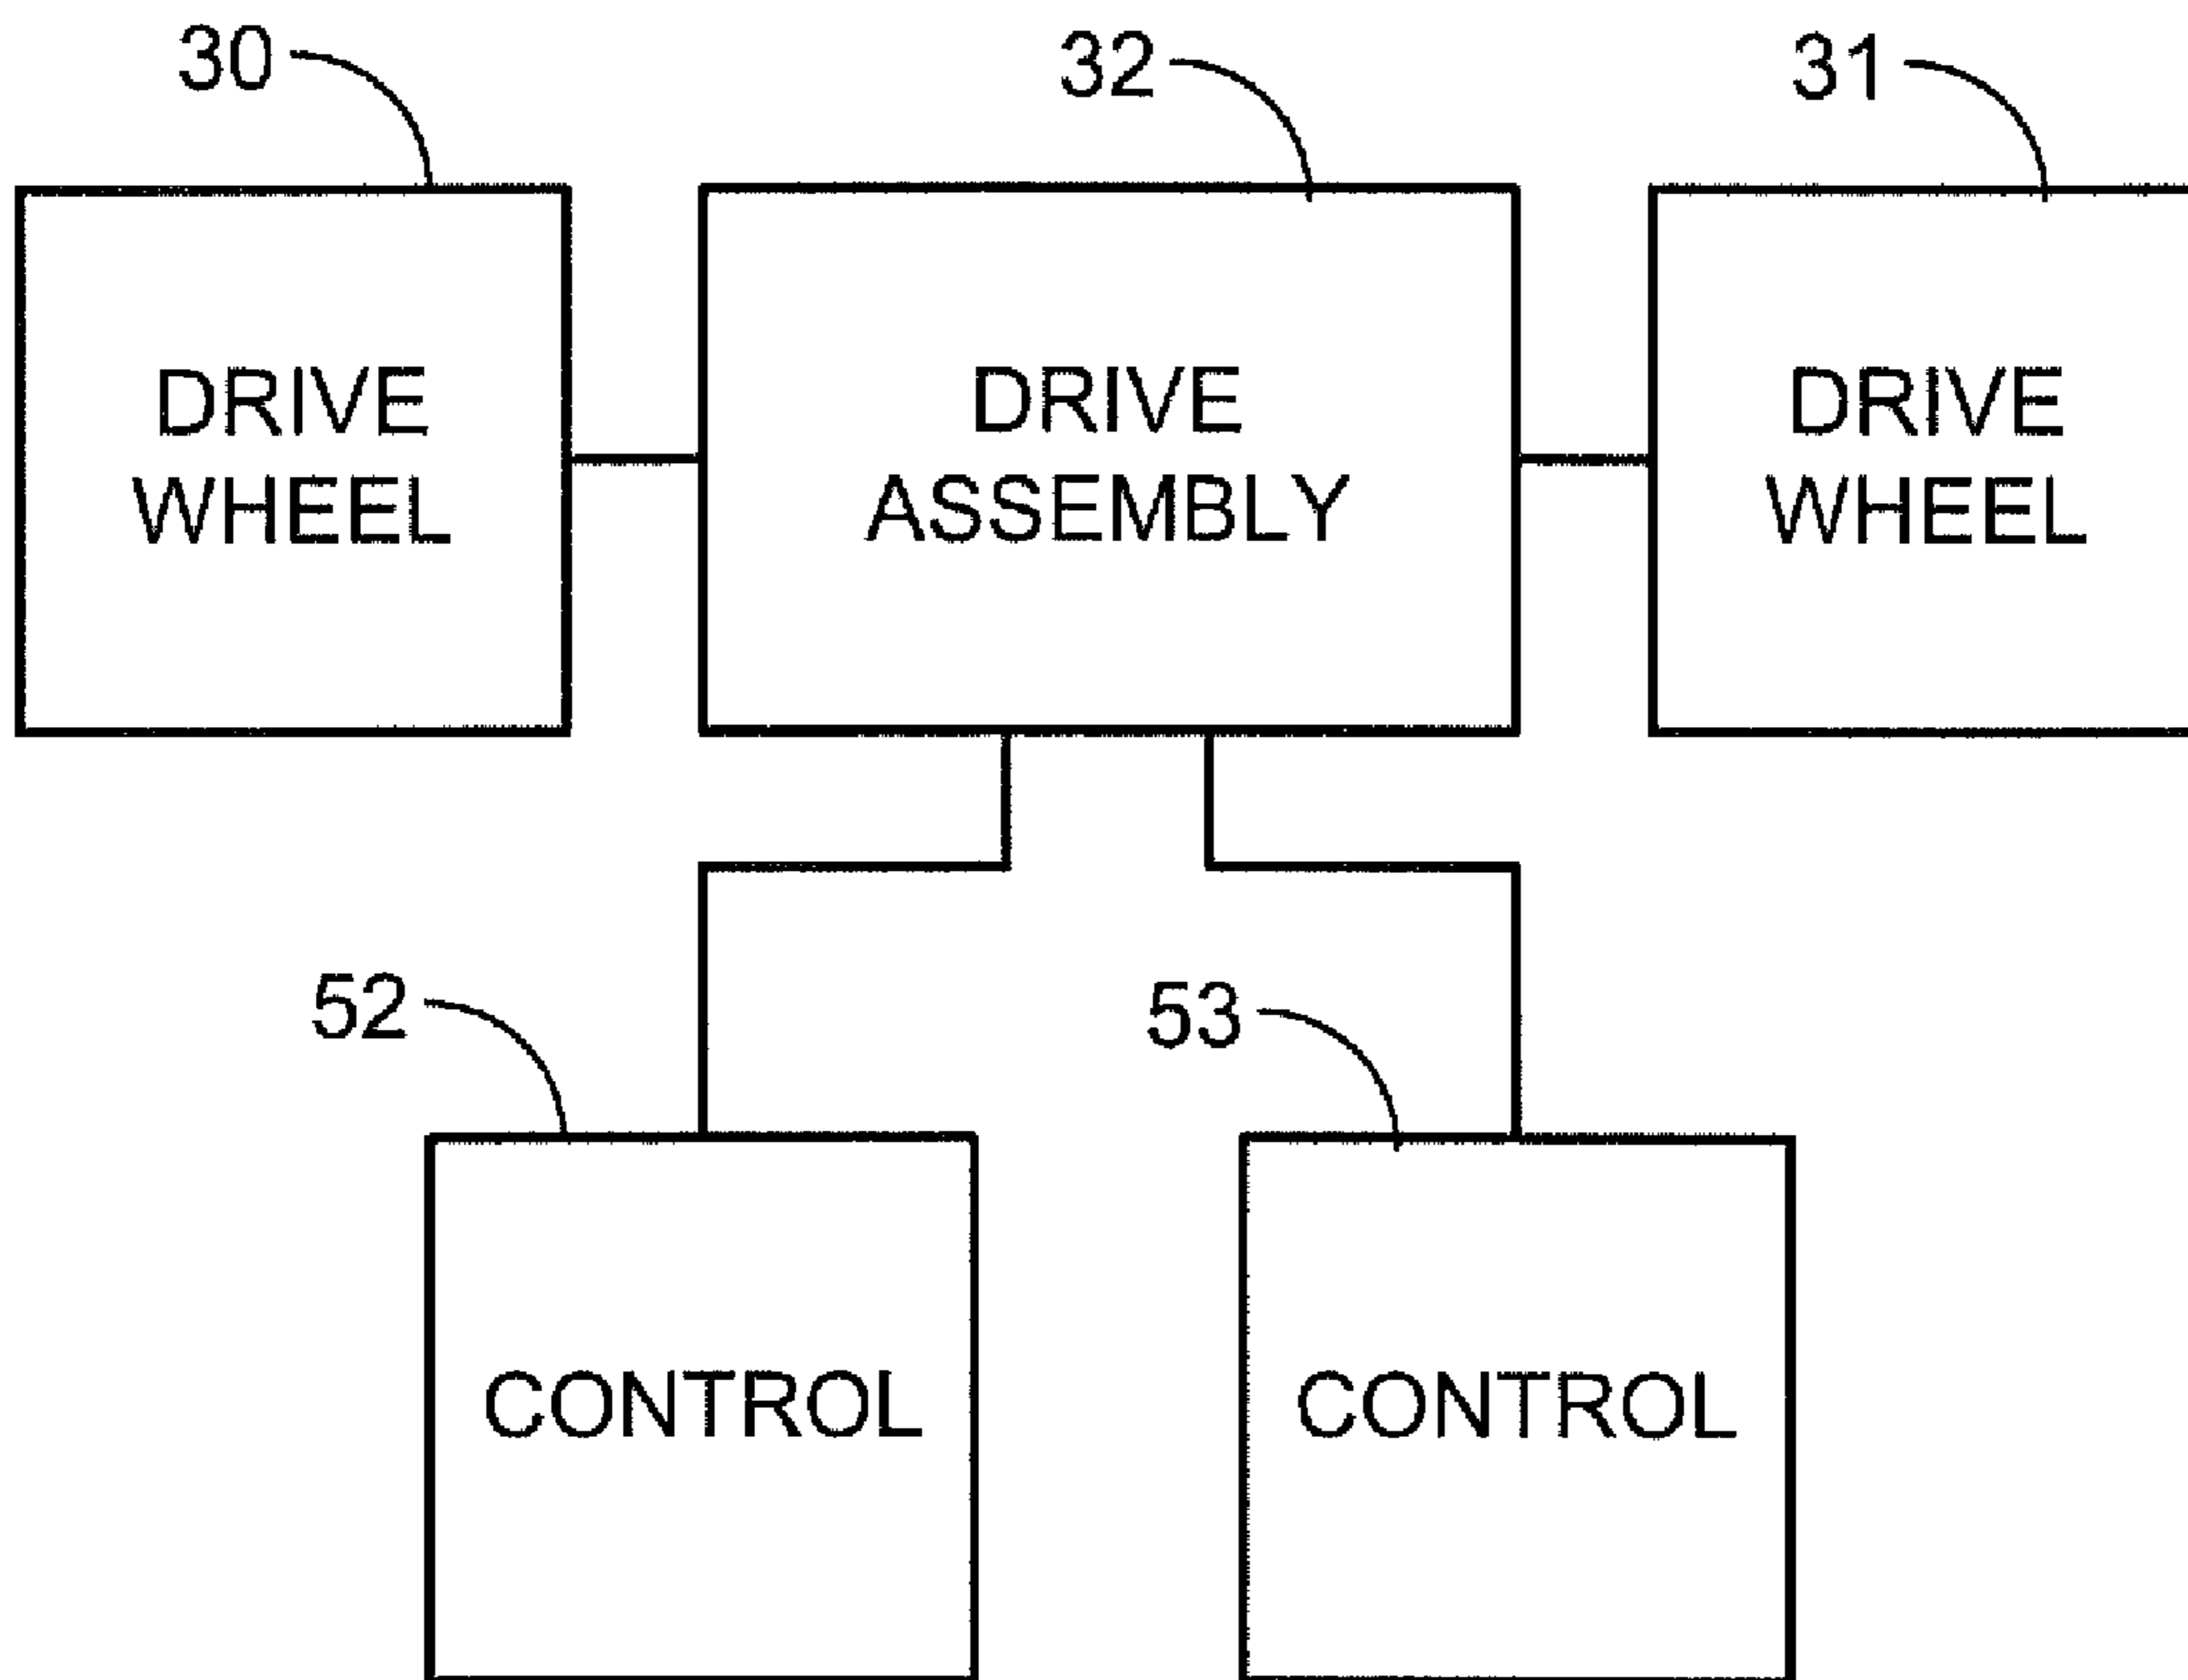 30
32
31
DRIVE
WHEEL
DRIVE
ASSEMBLY
DRIVE
WHEEL
52
53
CONTROL
CONTROL